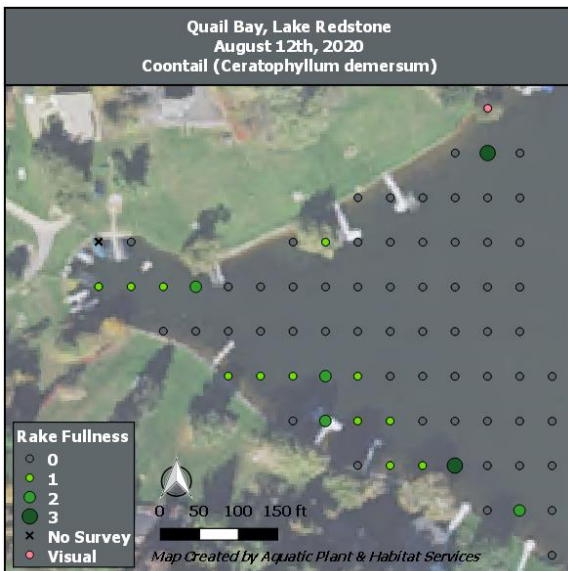 Quail Bay, Lake Redstone
August 12th, 2020
Coontail (Ceratophyllum demersum)
Rake Fullness
0
1
2
3
No Survey
Visual
0 50 100 150 ft
Map Created by Aquatic Plant & Habitat Services